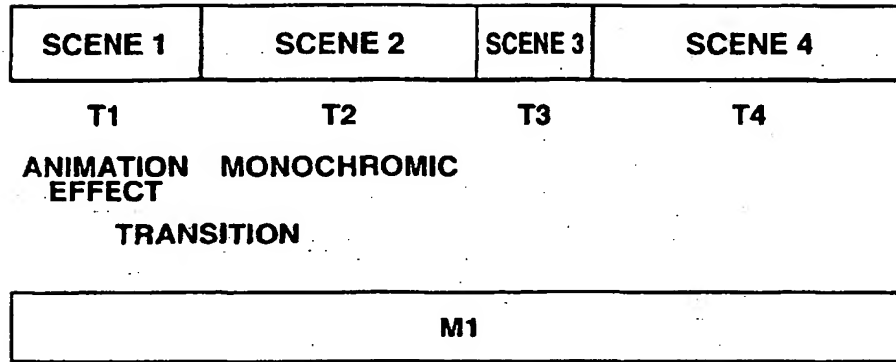 SCENE 1 SCENE 2 SCENE 3 SCENE 4
T1 T2 T3 T4
ANIMATION MONOCHROMIC
EFFECT
TRANSITION
M1